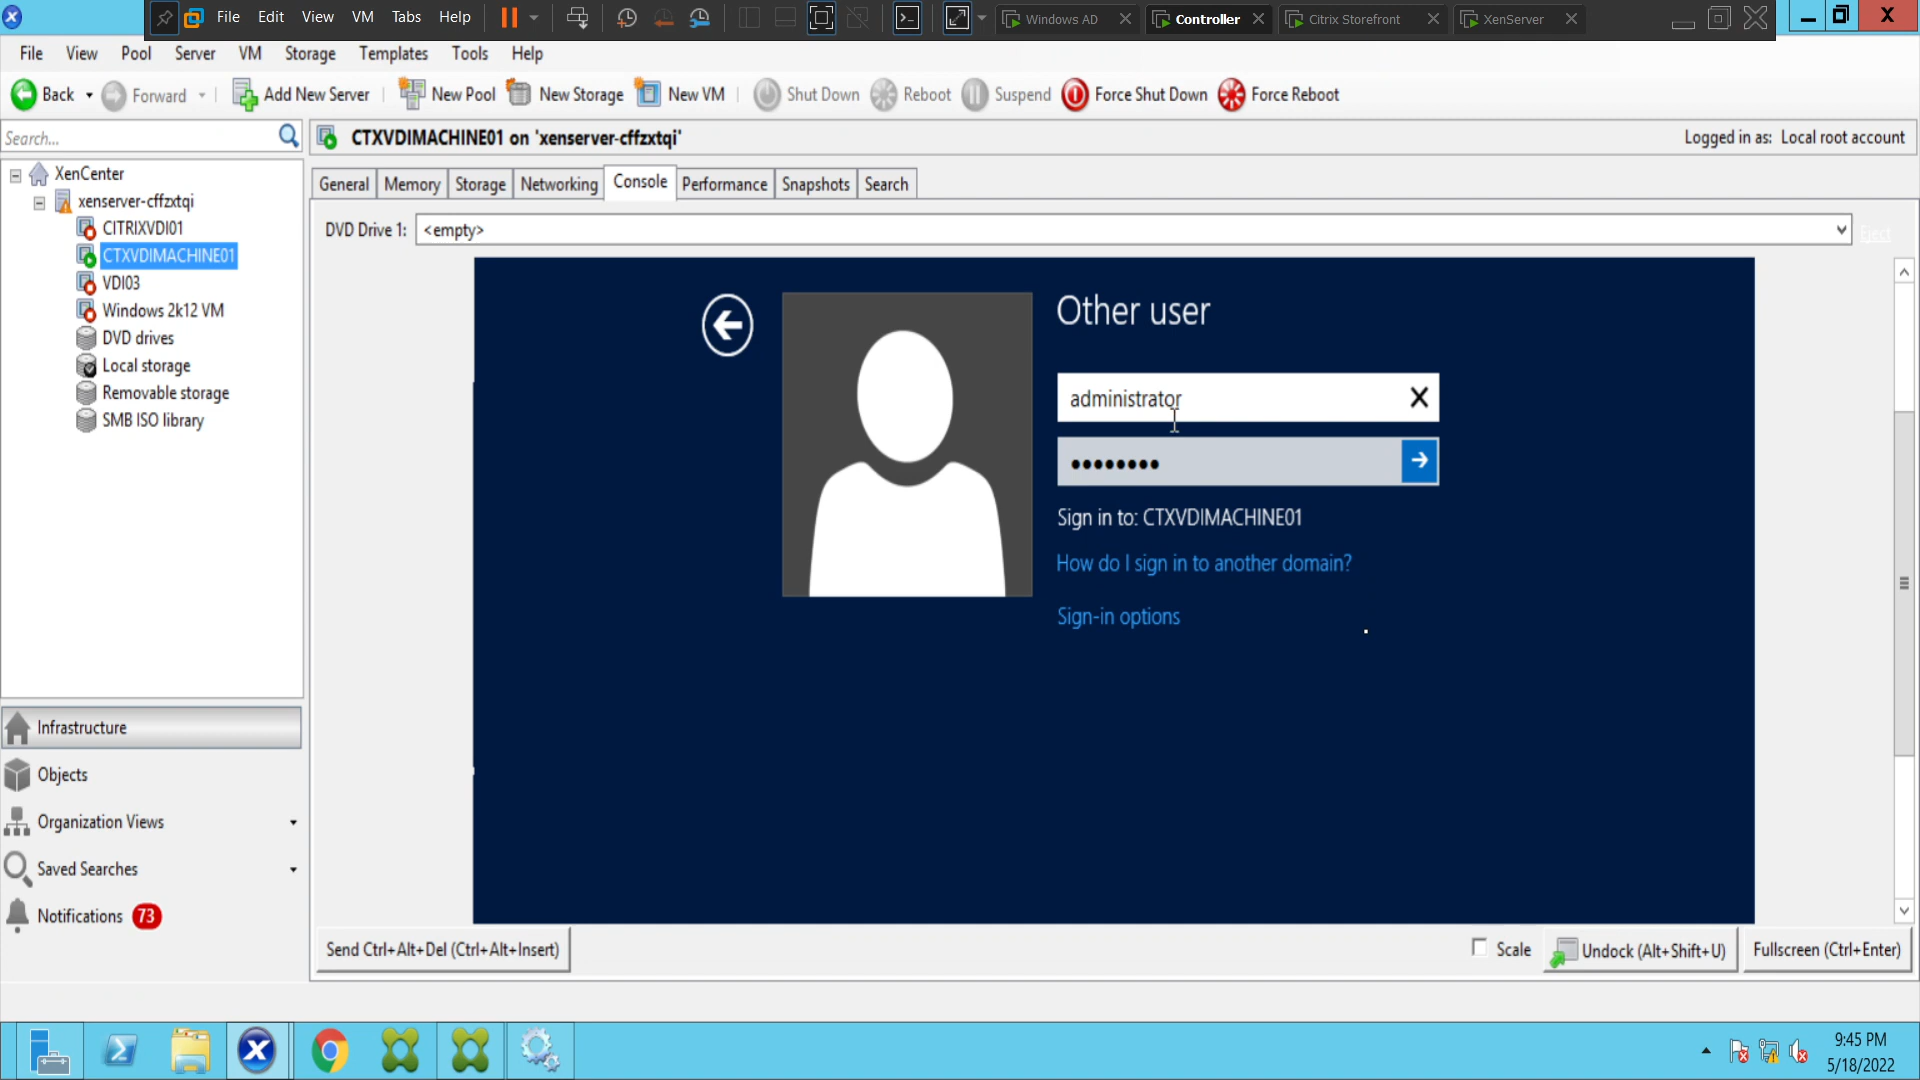 File Edit View VM Tabs Help Windows AD Controller Citrix Storefront XenServer
File View Pool Server VM Storage Templates Tools Help
Back Forward Add New Server New Pool New Storage New VM Shut Down Reboot Suspend Force Shut Down Force Reboot
Search...
CTXVDIMACHINE01 on 'xenserver-cffzxtqi'
Logged in as: Local root account
XenCenter
xenserver-cffzxtqi
CITRIXVDI01
CTXVDIMACHINE01
VDI03
Windows 2k12 VM
DVD drives
Local storage
Removable storage
SMB ISO library
General Memory Storage Networking Console Performance Snapshots Search
DVD Drive 1: <empty> Eject
Other user
administrator
Sign in to: CTXVDIMACHINE01
How do I sign in to another domain?
Sign-in options
Infrastructure
Objects
Organization Views
Saved Searches
Notifications 73
Send Ctrl+Alt+Del (Ctrl+Alt+Insert)
Scale
Undock (Alt+Shift+U)
Fullscreen (Ctrl+Enter)
9:45 PM
5/18/2022